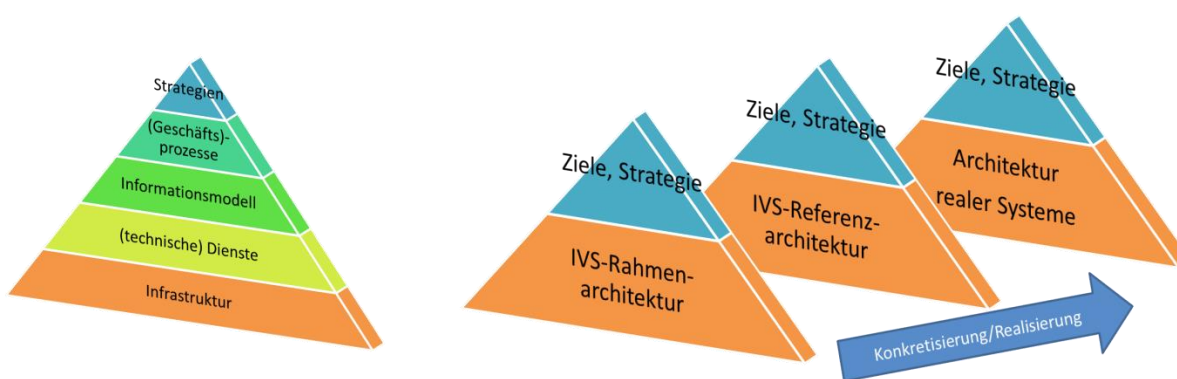 Strategien
(Geschäfts)-
prozesse
Informationsmodell
(technische) Dienste
Infrastruktur
Ziele, Strategie
IVS-Rahmen-
architektur
Ziele, Strategie
IVS-Referenz-
architektur
Ziele, Strategie
Architektur
realer Systeme
Konkretisierung/Realisierung